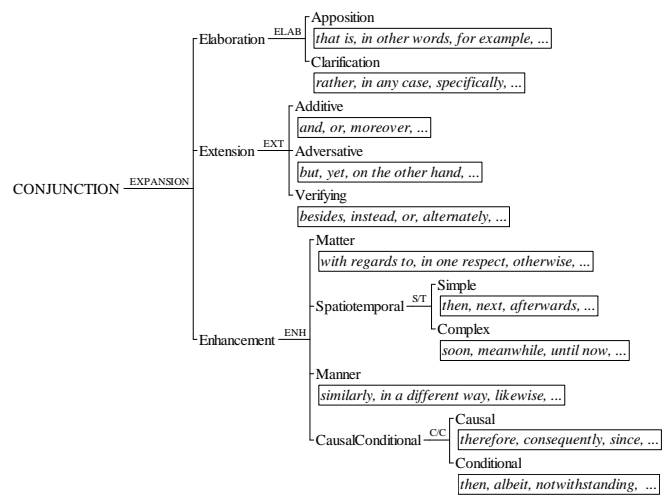 Apposition
Elaboration ELAB
that is, in other words, for example, ...
Clarification
rather, in any case, specifically, ...
Additive
and, or, moreover, ...
Extension EXT Adversative
but, yet, on the other hand, ...
CONJUNCTION EXPANSION
Verifying
besides, instead, or, alternately, ...
Matter
with regards to, in one respect, otherwise, ...
Simple
Spatiotemporal S/T
then, next, afterwards, ...
Complex
Enhancement ENH
soon, meanwhile, until now, ...
Manner
similarly, in a different way, likewise, ...
Causal
CausalConditional C/C
therefore, consequently, since, ...
Conditional
then, albeit, notwithstanding, ...